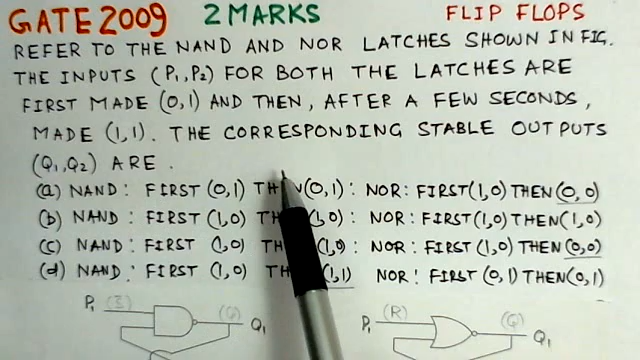 GATE 2009 2 MARKS FLIP FLOPS
REFER TO THE NAND AND NOR LATCHES SHOWN IN FIG.
THE INPUTS (P₁,P₂) FOR BOTH THE LATCHES ARE
FIRST MADE (0,1) AND THEN, AFTER A FEW SECONDS,
MADE (1,1). THE CORRESPONDING STABLE OUTPUTS
(Q₁,Q₂) ARE.
(a) NAND: FIRST (0,1) THEN (0,1): NOR: FIRST (1,0) THEN (0,0)
(b) NAND: FIRST (1,0) (1,0): NOR: FIRST (1,0) THEN (1,0)
(c) NAND: FIRST (1,0) (1,0: NOR: FIRST (1,0) THEN (0,0)
(d) NAND: FIRST (1,0) (1,1) NOR: FIRST (0,1) THEN (0,1)
P₁ (Q) Q₁ P₁ (R) (Q) Q₁